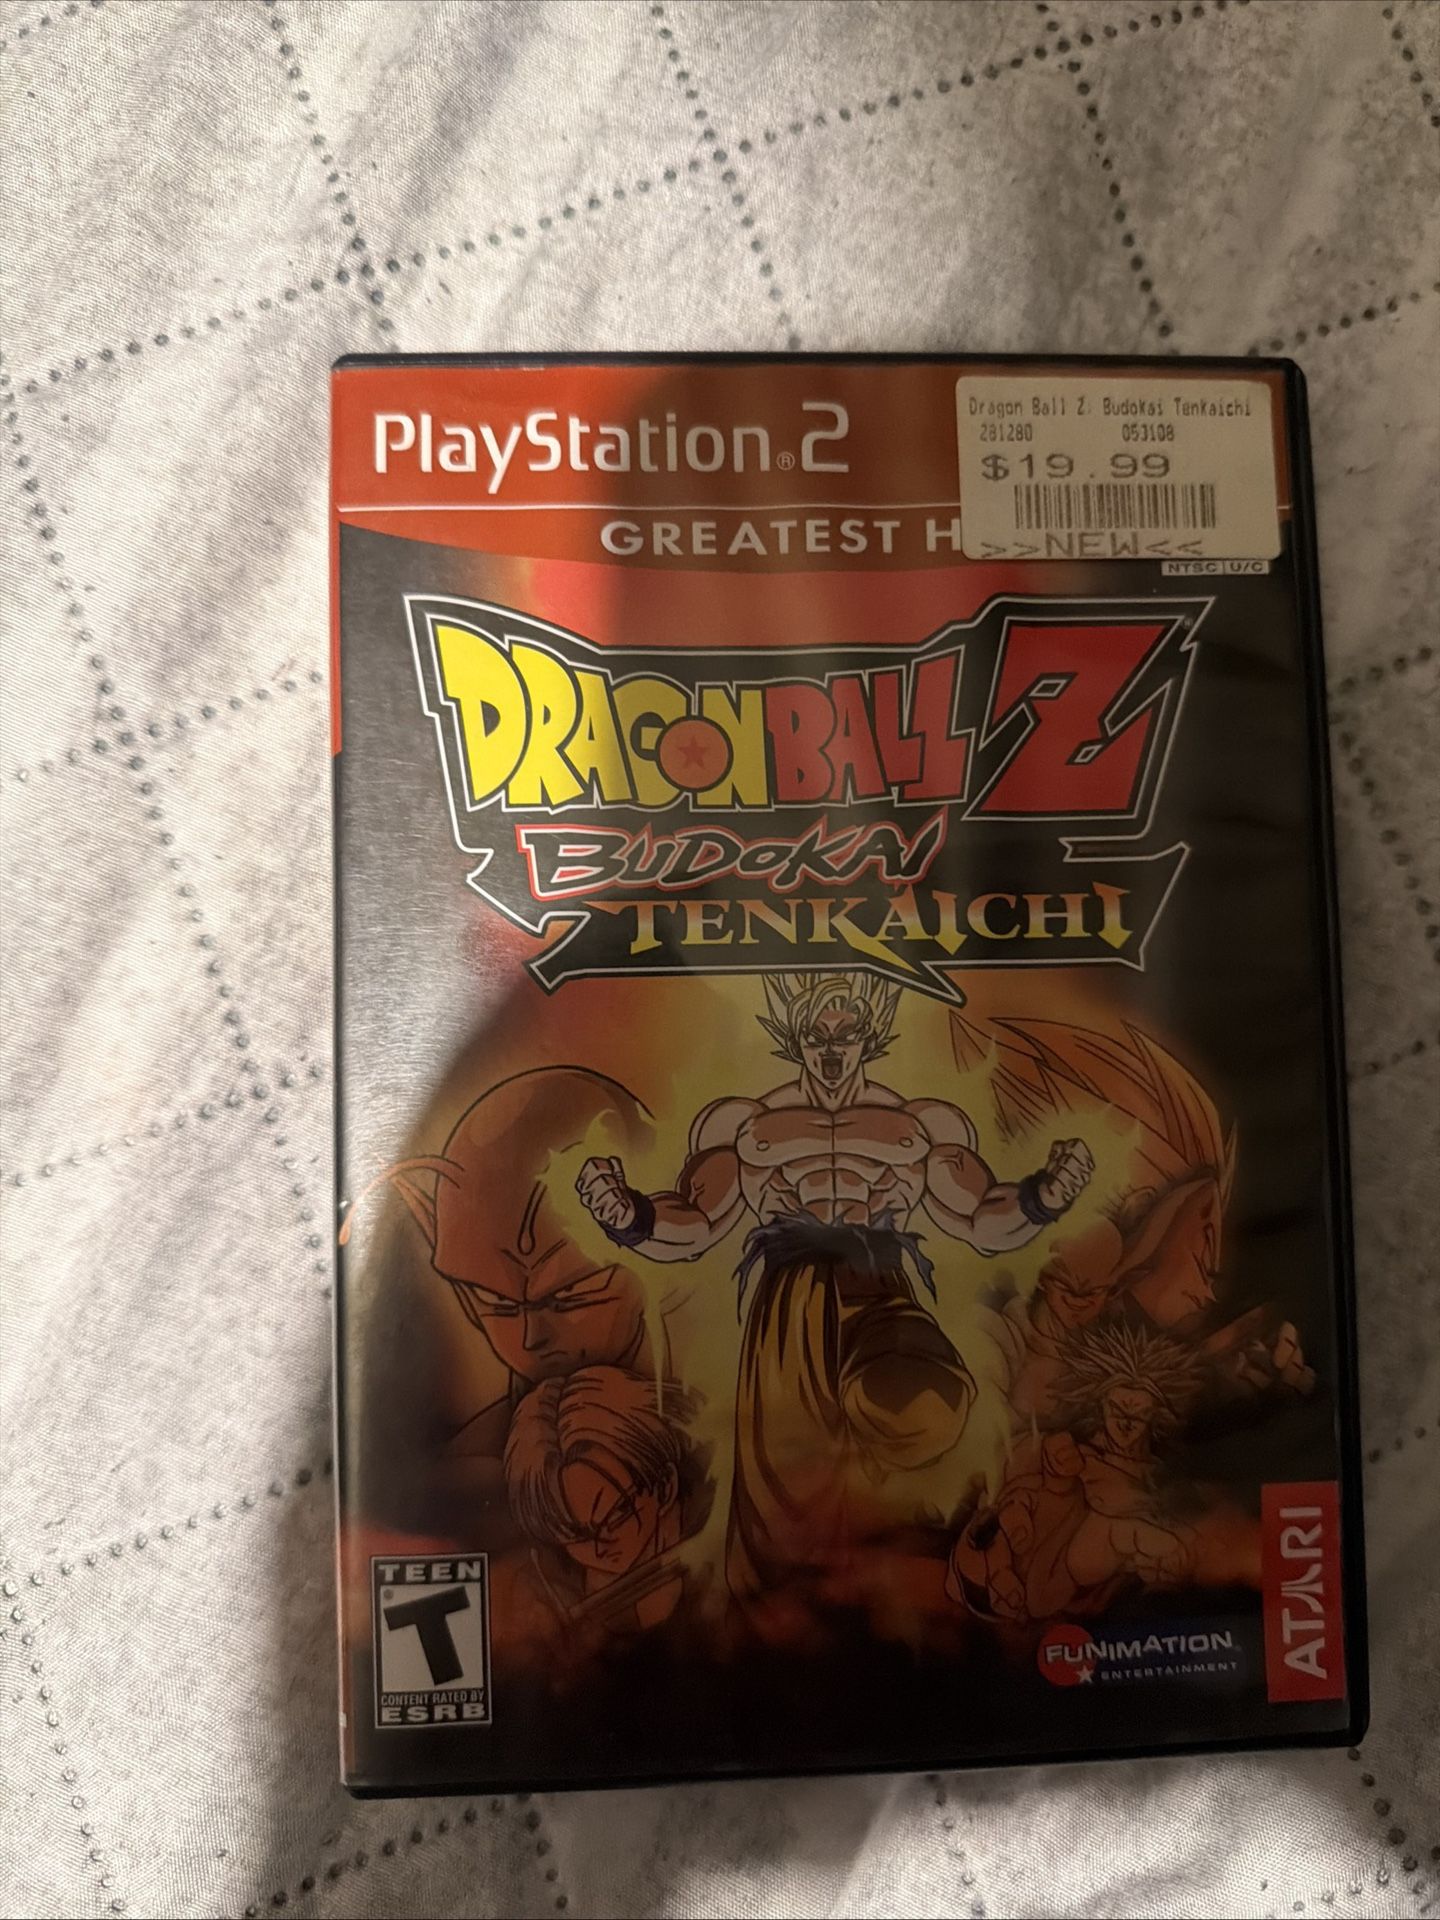 PlayStation®2
Dragon Ball Z: Budokai Tenkaichi
281280 053108
$19.99
>>NEW<<
GREATEST H
NTSC U/C
DRAGON BALL Z
BUDOKAI
TENKAICHI
TEEN
T
CONTENT RATED BY
ESRB
FUNIMATION
ENTERTAINMENT
ATARI